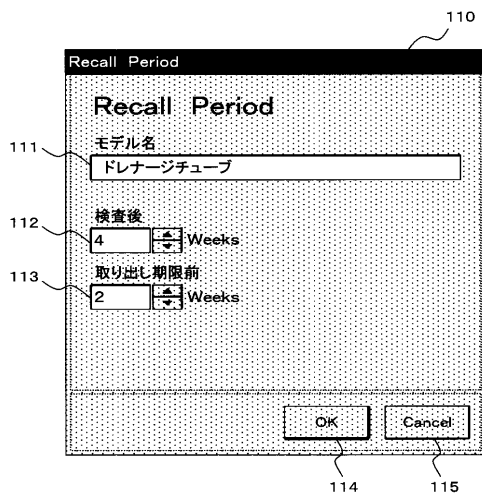 110
Recall Period
Recall Period
モデル名
111
ドレナージチューブ
検査後
112
4 Weeks
取り出し期限前
113
2 Weeks
OK Cancel
114 115